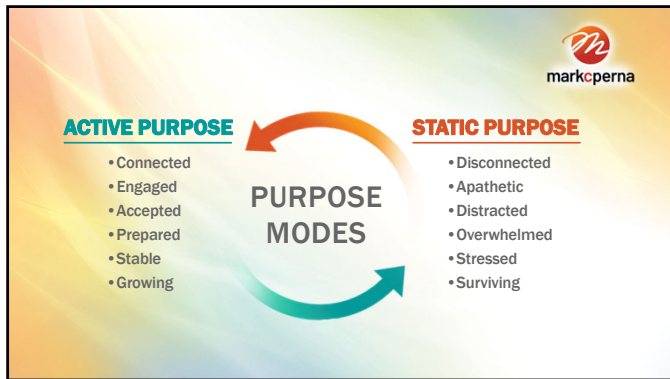 markcperna
ACTIVE PURPOSE
•Connected
•Engaged
•Accepted
•Prepared
•Stable
•Growing
PURPOSE
MODES
STATIC PURPOSE
•Disconnected
•Apathetic
•Distracted
•Overwhelmed
•Stressed
•Surviving